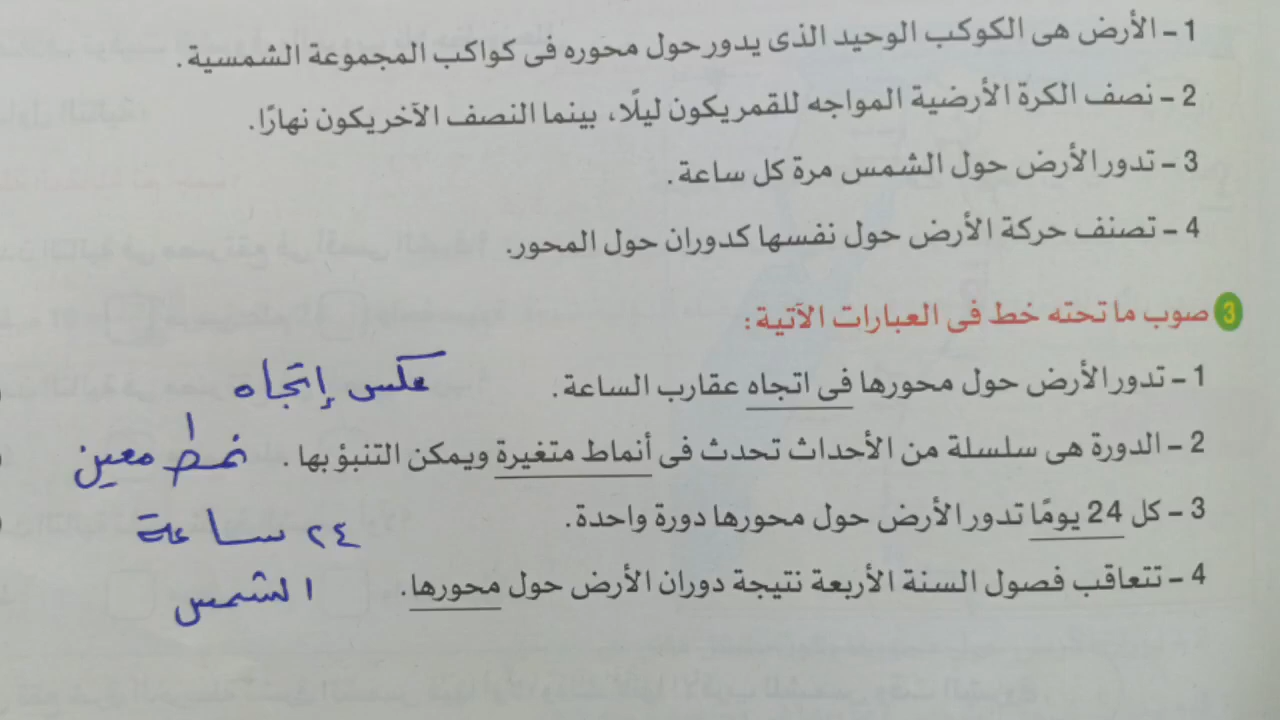 1 - الأرض هى الكوكب الوحيد الذى يدور حول محوره فى كواكب المجموعة الشمسية.
2 - نصف الكرة الأرضية المواجه للقمر يكون ليلًا، بينما النصف الآخر يكون نهارًا.
3 - تدور الأرض حول الشمس مرة كل ساعة.
4 - تصنف حركة الأرض حول نفسها كدوران حول المحور.
3 صوب ما تحته خط فى العبارات الآتية:
1 - تدور الأرض حول محورها فى اتجاه عقارب الساعة. عكس إتجاه
2 - الدورة هى سلسلة من الأحداث تحدث فى أنماط متغيرة ويمكن التنبؤ بها. نمط معين
3 - كل 24 يومًا تدور الأرض حول محورها دورة واحدة. ٢٤ ساعة
4 - تتعاقب فصول السنة الأربعة نتيجة دوران الأرض حول محورها. الشمس